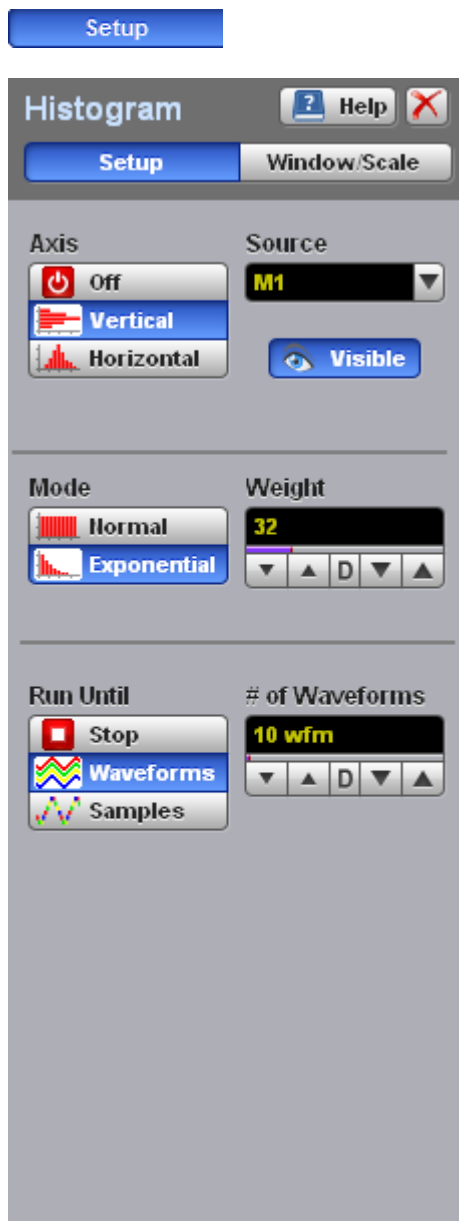 Setup
Histogram
? Help
Setup Window/Scale
Axis Source
Off M1
Vertical
Horizontal Visible
Mode Weight
Normal 32
Exponential D
Run Until # of Waveforms
Stop 10 wfm
Waveforms D
Samples